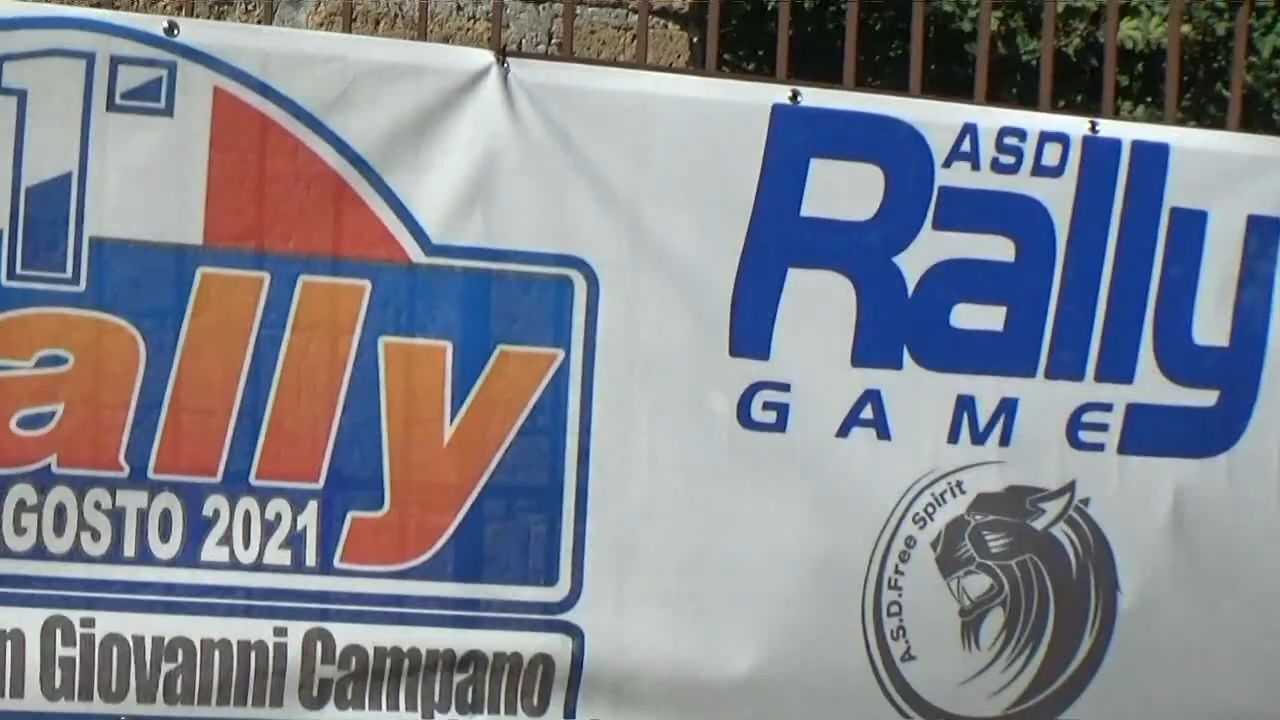 1°
ally
GOSTO 2021
n Giovanni Campano
ASD
Rally
GAME
A.S.D.Free Spirit